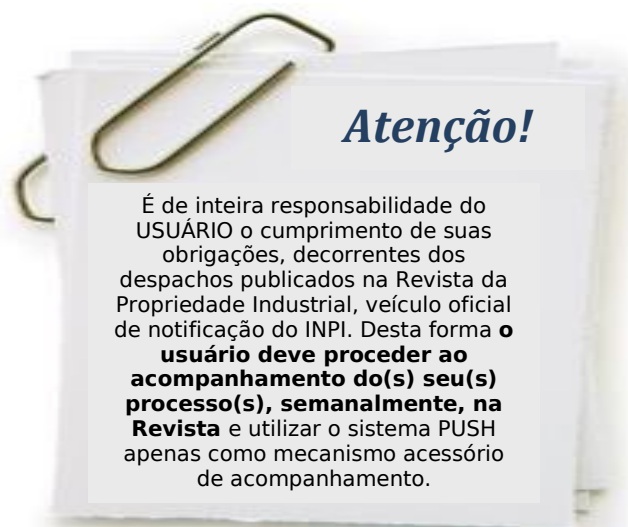 Atenção!
É de inteira responsabilidade do
USUÁRIO o cumprimento de suas
obrigações, decorrentes dos
despachos publicados na Revista da
Propriedade Industrial, veículo oficial
de notificação do INPI. Desta forma o
usuário deve proceder ao
acompanhamento do(s) seu(s)
processo(s), semanalmente, na
Revista e utilizar o sistema PUSH
apenas como mecanismo acessório
de acompanhamento.